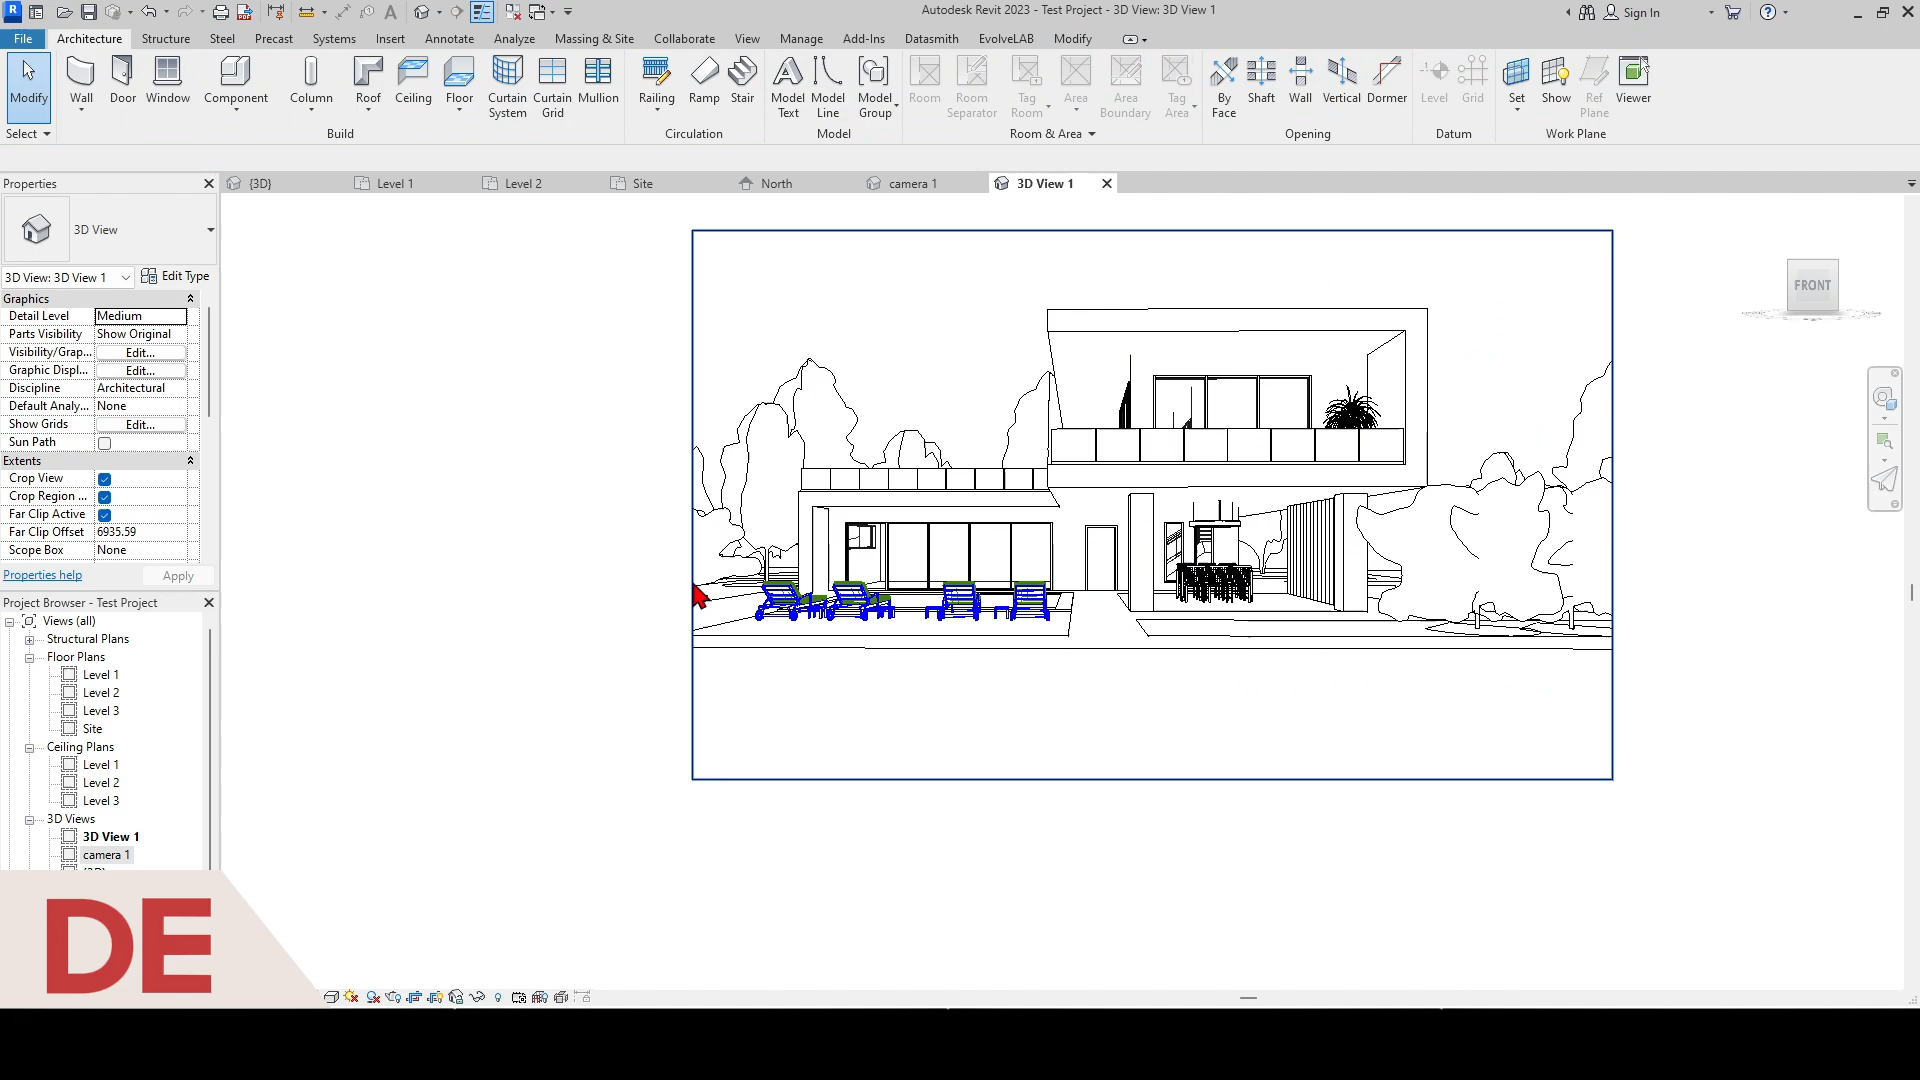 Autodesk Revit 2023 - Test Project - 3D View: 3D View 1
Sign In
File Architecture Structure Steel Precast Systems Insert Annotate Analyze Massing & Site Collaborate View Manage Add-Ins Datasmith EvolveLAB Modify
Modify Wall Door Window Component Column Roof Ceiling Floor Curtain System Curtain Grid Mullion Railing Ramp Stair Model Text Model Line Model Group Room Room Separator Tag Room Area Area Boundary Tag Area By Face Shaft Wall Vertical Dormer Level Grid Set Show Ref Plane Viewer
Select Build Circulation Model Room & Area Opening Datum Work Plane
Properties
{3D} Level 1 Level 2 Site North camera 1 3D View 1
3D View
3D View: 3D View 1 Edit Type
Graphics
Detail Level Medium
Parts Visibility Show Original
Visibility/Grap... Edit...
Graphic Displ... Edit...
Discipline Architectural
Default Analy... None
Show Grids Edit...
Sun Path
Extents
Crop View
Crop Region ...
Far Clip Active
Far Clip Offset 6935.59
Scope Box None
Properties help Apply
Project Browser - Test Project
Views (all)
Structural Plans
Floor Plans
Level 1
Level 2
Level 3
Site
Ceiling Plans
Level 1
Level 2
Level 3
3D Views
3D View 1
camera 1
FRONT
DE